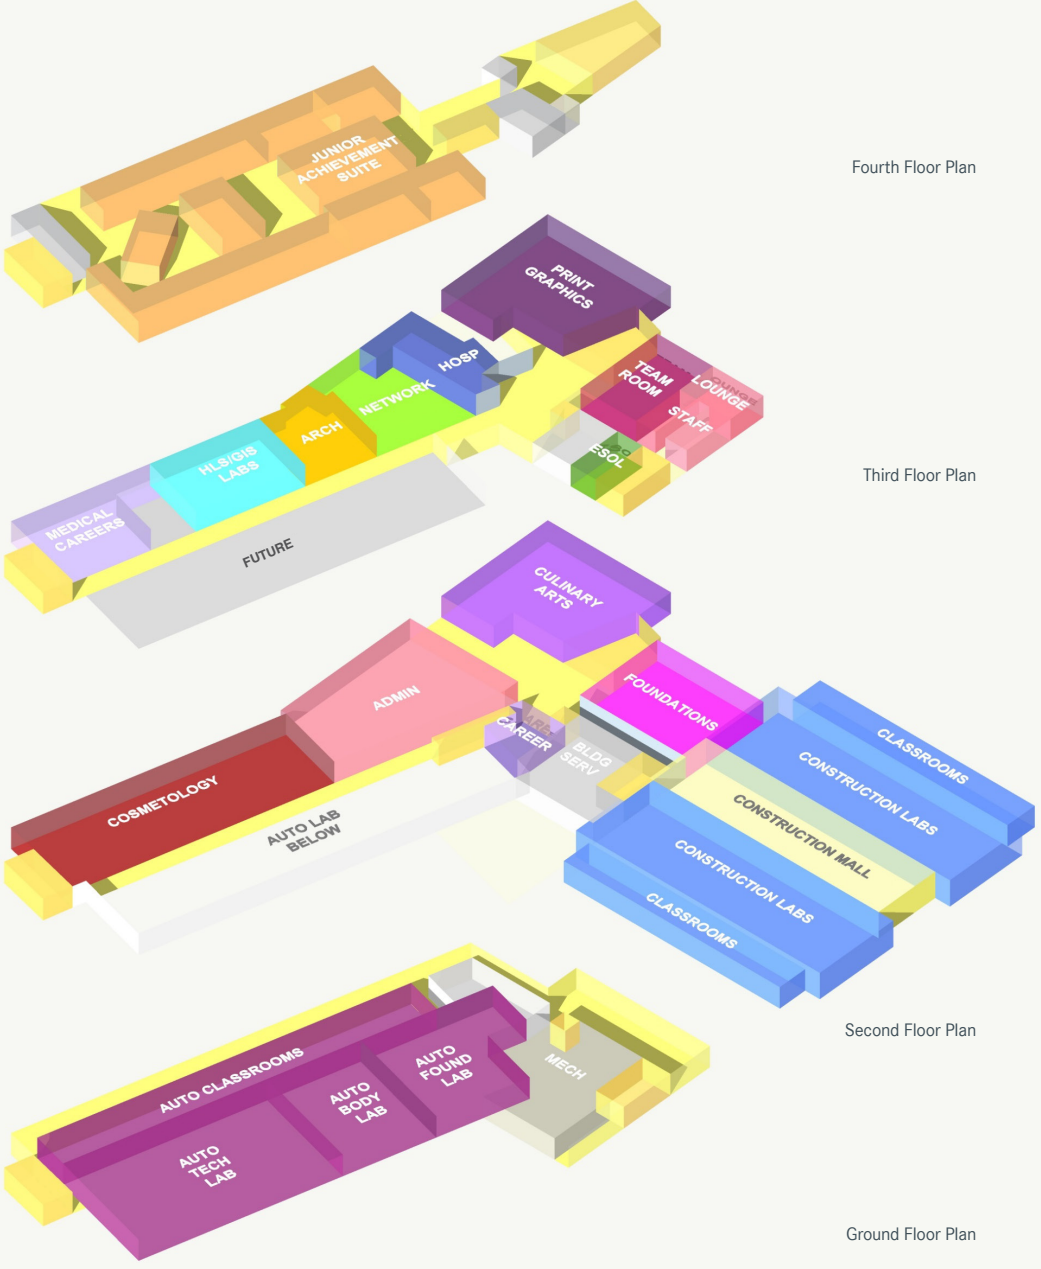 JUNIOR
ACHIEVEMENT
SUITE
Fourth Floor Plan
PRINT
GRAPHICS
HOSP
TEAM
ROOM
LOUNGE
NETWORK
STAFF
ARCH
ESOL
HLS/GIS
LABS
Third Floor Plan
MEDICAL
CAREERS
FUTURE
CULINARY
ARTS
ADMIN
FOUNDATIONS
CAREER
BLDG
SERV
CLASSROOMS
COSMETOLOGY
CONSTRUCTION LABS
AUTO LAB
BELOW
CONSTRUCTION MALL
CONSTRUCTION LABS
CLASSROOMS
Second Floor Plan
AUTO CLASSROOMS
AUTO
FOUND
LAB
MECH
AUTO
BODY
LAB
AUTO
TECH
LAB
Ground Floor Plan